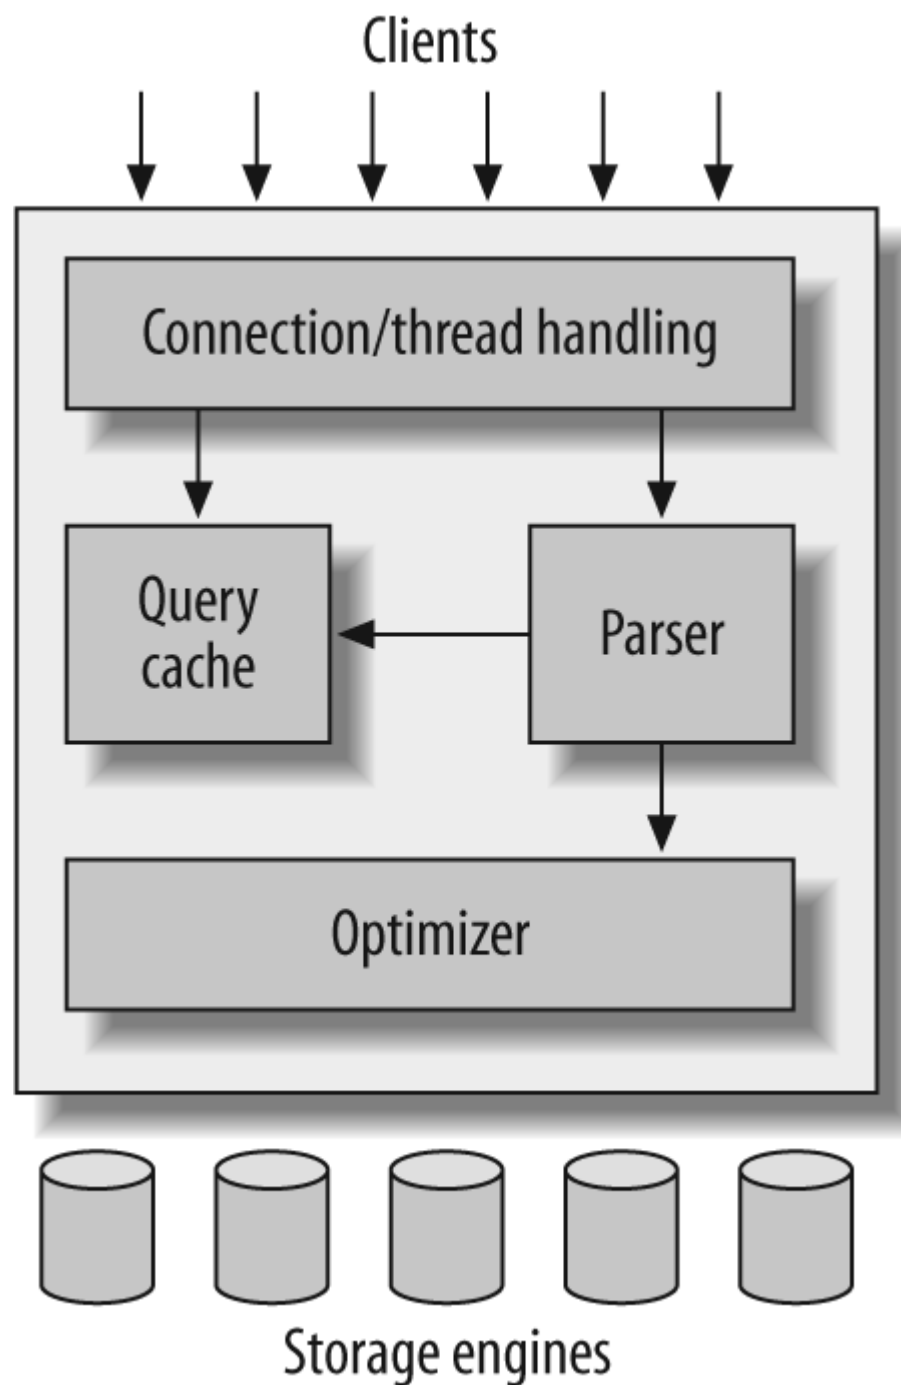 Clients
Connection/thread handling
Query
cache
Parser
Optimizer
Storage engines